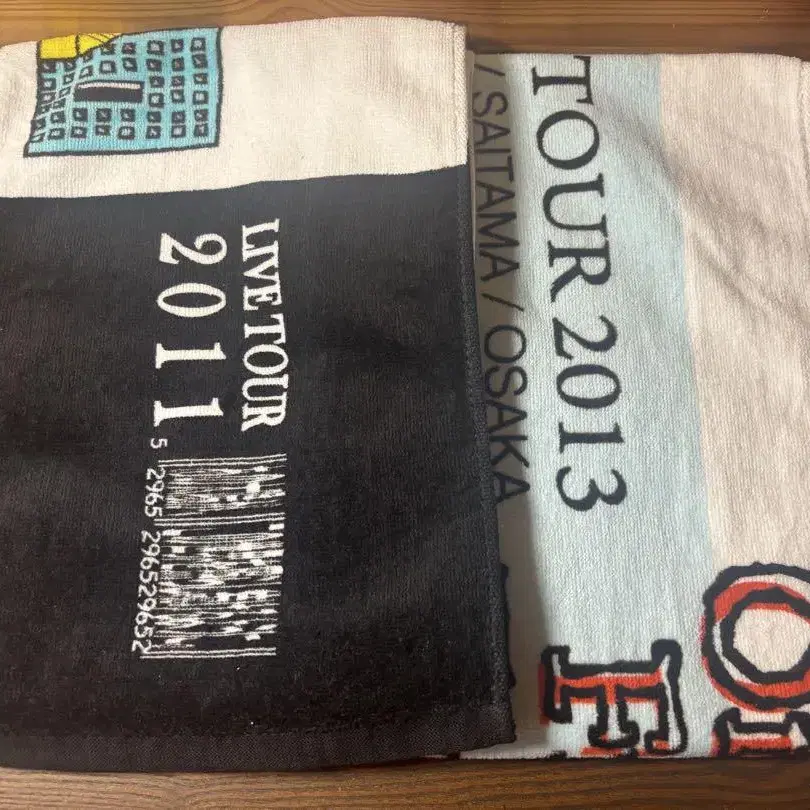 LIVE TOUR
2011
5 2965 296529652
TOUR 2013
/ SAITAMA / OSAKA